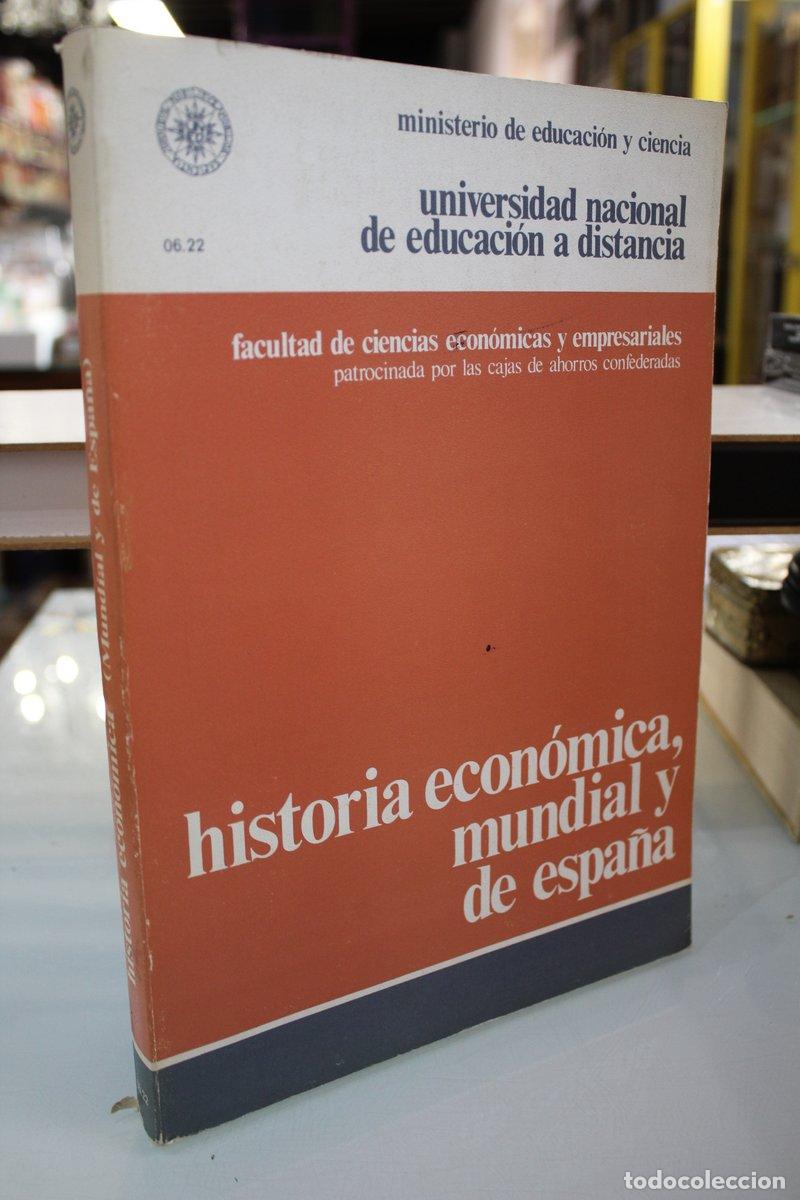 ministerio de educación y ciencia
universidad nacional
de educación a distancia
06.22
facultad de ciencias económicas y empresariales
patrocinada por las cajas de ahorros confederadas
historia económica,
mundial y
de españa
historia económica (Mundial y de España)
todocoleccion